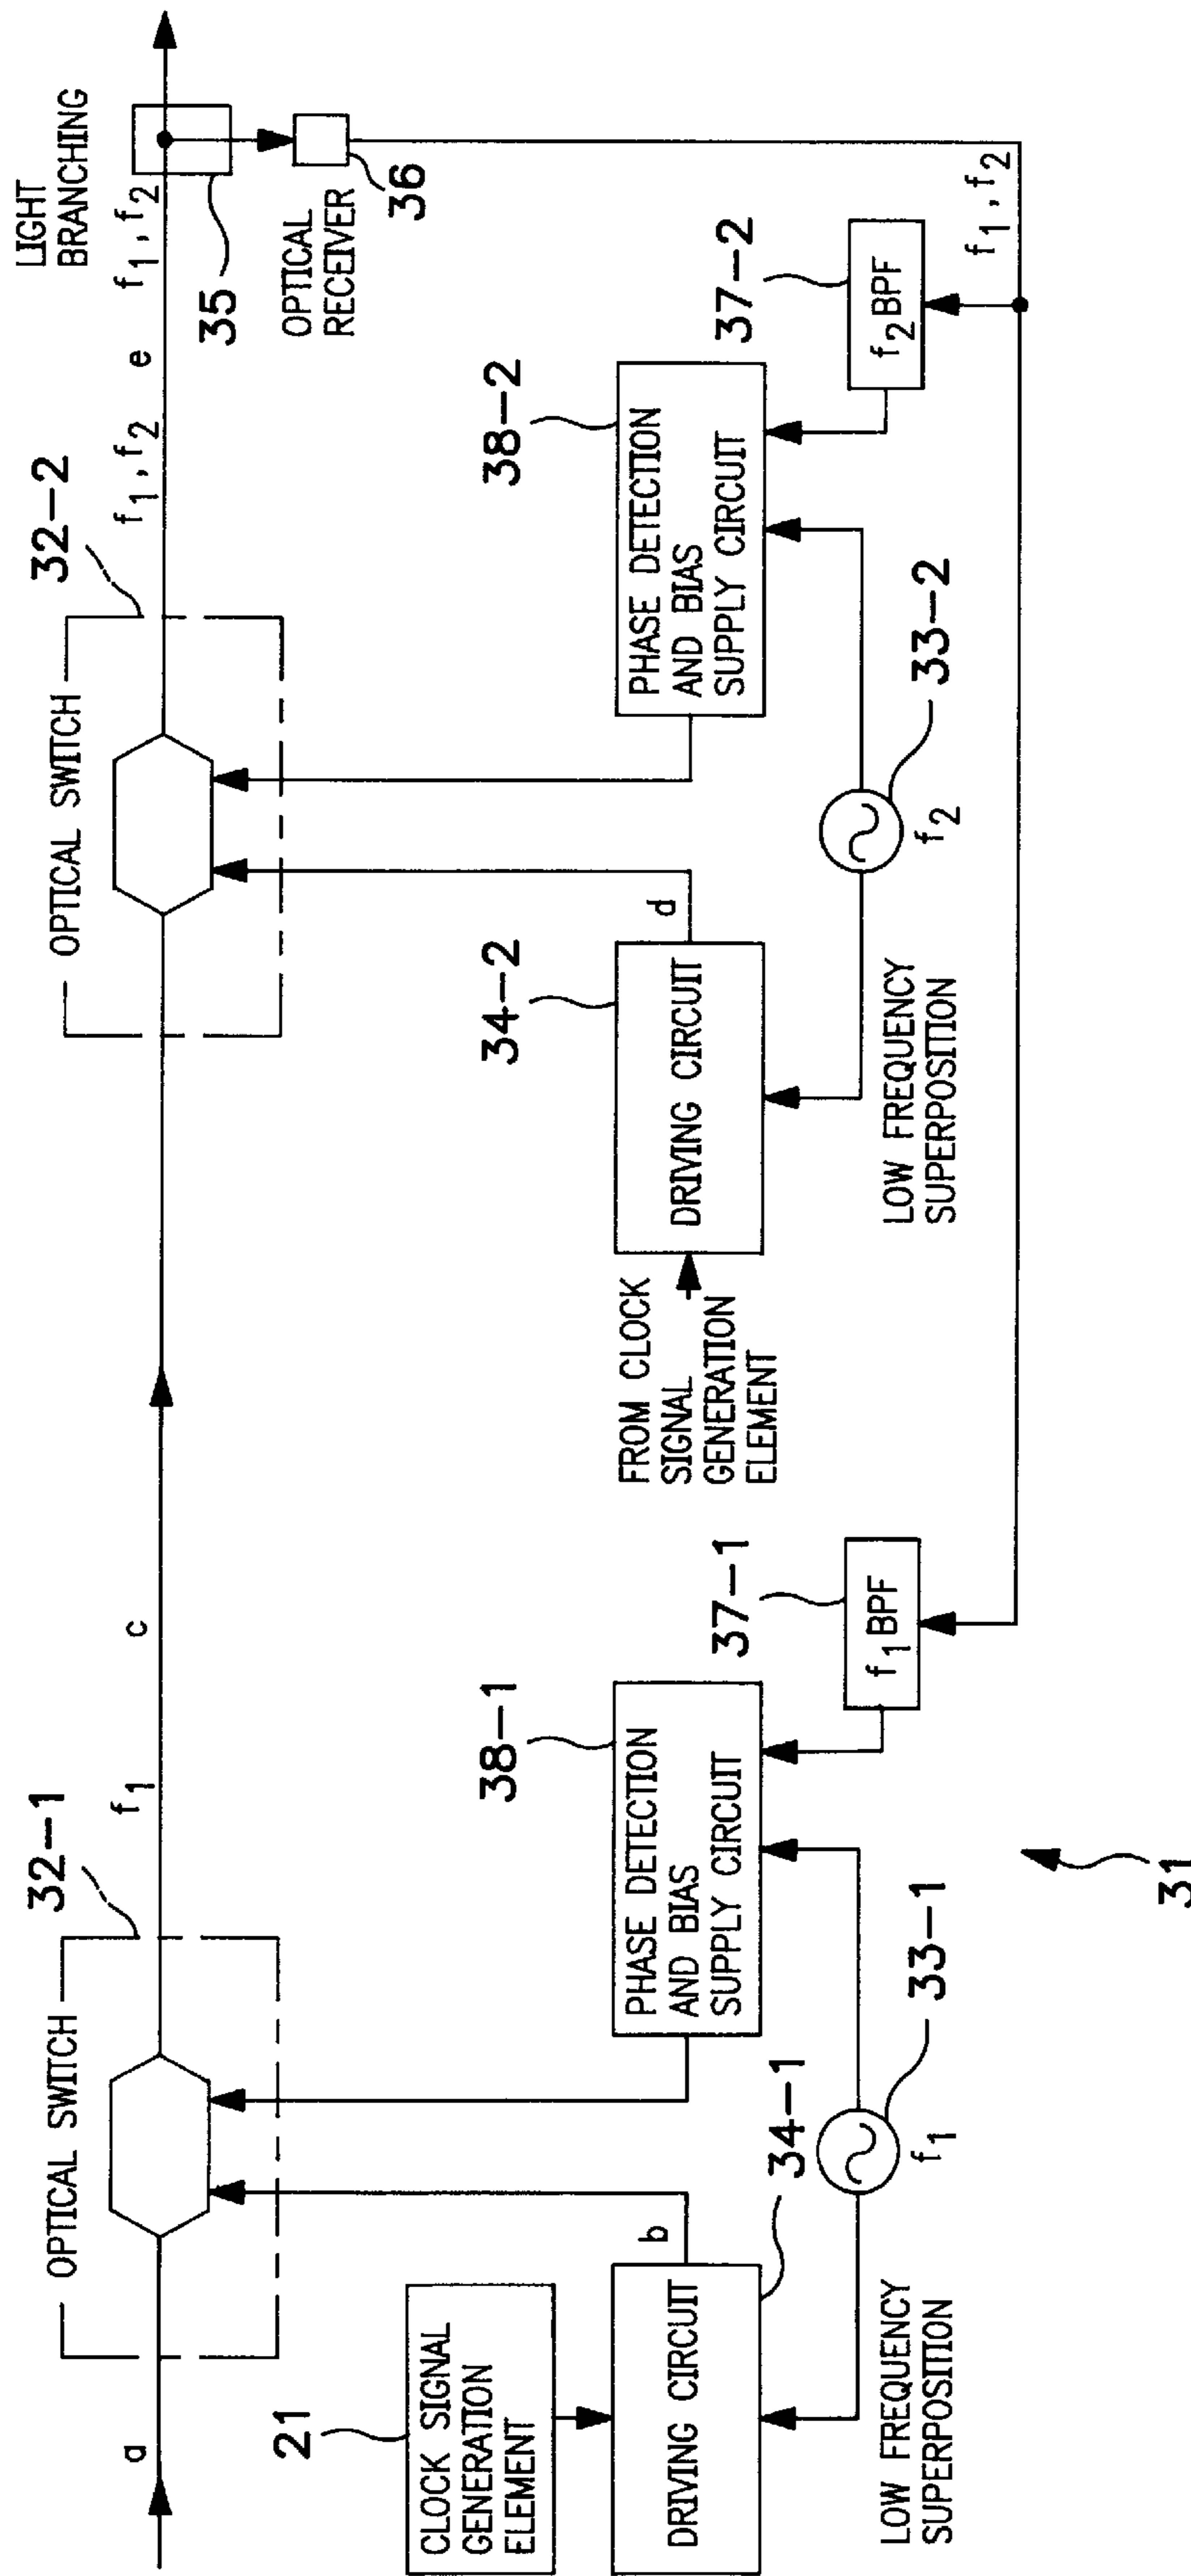 LIGHT
BRANCHING
32-1
32-2
OPTICAL SWITCH
OPTICAL SWITCH
a
f1
c
f1, f2
e
f1, f2
35
OPTICAL
RECEIVER
36
21
CLOCK SIGNAL
GENERATION
ELEMENT
b
DRIVING CIRCUIT
34-1
38-1
PHASE DETECTION
AND BIAS
SUPPLY CIRCUIT
37-1
f1 BPF
33-1
f1
LOW FREQUENCY
SUPERPOSITION
FROM CLOCK
SIGNAL
GENERATION
ELEMENT
34-2
DRIVING CIRCUIT
d
38-2
PHASE DETECTION
AND BIAS
SUPPLY CIRCUIT
37-2
f2 BPF
33-2
f2
LOW FREQUENCY
SUPERPOSITION
f1, f2
31